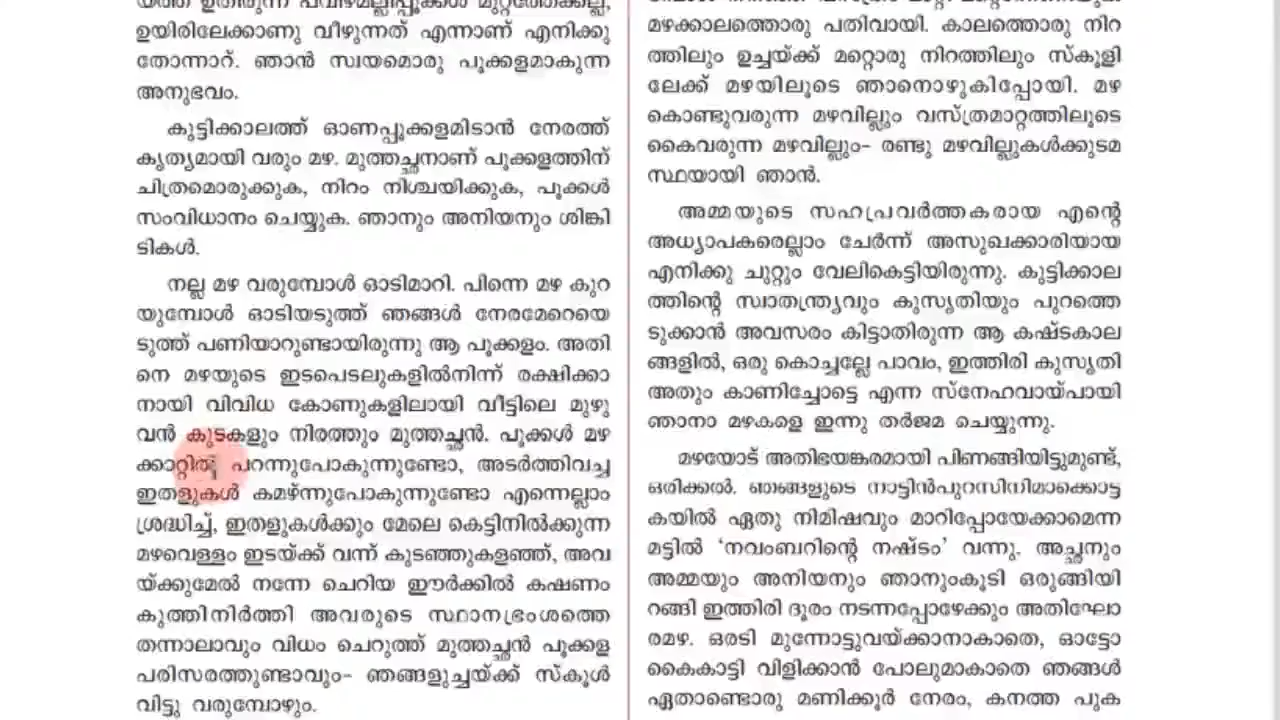 ഉയിരിലേക്കാണു വീഴുന്നത് എന്നാണ് എനിക്കു
തോന്നാറ്. ഞാൻ സ്വയമൊരു പൂക്കളമാകുന്ന
അനുഭവം.
കുട്ടിക്കാലത്ത് ഓണപ്പൂക്കളമിടാൻ നേരത്ത്
കൃത്യമായി വരും മഴ. മുത്തച്ഛനാണ് പൂക്കളത്തിന്
ചിത്രമൊരുക്കുക, നിറം നിശ്ചയിക്കുക, പൂക്കൾ
സംവിധാനം ചെയ്യുക. ഞാനും അനിയനും ശിങ്കി
ടികൾ.
നല്ല മഴ വരുമ്പോൾ ഓടിമാറി. പിന്നെ മഴ കുറ
യുമ്പോൾ ഓടിയടുത്ത് ഞങ്ങൾ നേരമേറെയെ
ടുത്ത് പണിയാറുണ്ടായിരുന്നു ആ പൂക്കളം. അതി
നെ മഴയുടെ ഇടപെടലുകളിൽനിന്ന് രക്ഷിക്കാ
നായി വിവിധ കോണുകളിലായി വീട്ടിലെ മുഴു
വൻ കുടകളും നിരത്തും മുത്തച്ഛൻ. പൂക്കൾ മഴ
ക്കാറ്റിൽ പറന്നുപോകുന്നുണ്ടോ, അടർത്തിവച്ച
ഇതളുകൾ കമഴ്ന്നുപോകുന്നുണ്ടോ എന്നെല്ലാം
ശ്രദ്ധിച്ച്, ഇതളുകൾക്കും മേലെ കെട്ടിനിൽക്കുന്ന
മഴവെള്ളം ഇടയ്ക്ക് വന്ന് കുടഞ്ഞുകളഞ്ഞ്, അവ
യ്ക്കുമേൽ നന്നേ ചെറിയ ഈർക്കിൽ കഷണം
കുത്തിനിർത്തി അവരുടെ സ്ഥാനഭ്രംശത്തെ
തന്നാലാവും വിധം ചെറുത്ത് മുത്തച്ഛൻ പൂക്കള
പരിസരത്തുണ്ടാവും- ഞങ്ങളുച്ചയ്ക്ക് സ്കൂൾ
വിട്ടു വരുമ്പോഴും.
മഴക്കാലത്തൊരു പതിവായി. കാലത്തൊരു നിറ
ത്തിലും ഉച്ചയ്ക്ക് മറ്റൊരു നിറത്തിലും സ്കൂളി
ലേക്ക് മഴയിലൂടെ ഞാനൊഴുകിപ്പോയി. മഴ
കൊണ്ടുവരുന്ന മഴവില്ലും വസ്ത്രമാറ്റത്തിലൂടെ
കൈവരുന്ന മഴവില്ലും- രണ്ടു മഴവില്ലുകൾക്കുടമ
സ്ഥയായി ഞാൻ.
അമ്മയുടെ സഹപ്രവർത്തകരായ എന്റെ
അധ്യാപകരെല്ലാം ചേർന്ന് അസുഖക്കാരിയായ
എനിക്കു ചുറ്റും വേലികെട്ടിയിരുന്നു. കുട്ടിക്കാല
ത്തിന്റെ സ്വാതന്ത്ര്യവും കുസൃതിയും പുറത്തെ
ടുക്കാൻ അവസരം കിട്ടാതിരുന്ന ആ കഷ്ടകാല
ങ്ങളിൽ, ഒരു കൊച്ചല്ലേ പാവം, ഇത്തിരി കുസൃതി
അതും കാണിച്ചോട്ടെ എന്ന സ്നേഹവായ്പായി
ഞാനാ മഴകളെ ഇന്നു തർജമ ചെയ്യുന്നു.
മഴയോട് അതിഭയങ്കരമായി പിണങ്ങിയിട്ടുമുണ്ട്,
ഒരിക്കൽ. ഞങ്ങളുടെ നാട്ടിൻപുറസിനിമാക്കൊട്ട
കയിൽ ഏതു നിമിഷവും മാറിപ്പോയേക്കാമെന്ന
മട്ടിൽ ‘നവംബറിന്റെ നഷ്ടം’ വന്നു. അച്ഛനും
അമ്മയും അനിയനും ഞാനുംകൂടി ഒരുങ്ങിയി
റങ്ങി ഇത്തിരി ദൂരം നടന്നപ്പോഴേക്കും അതിഘോ
രമഴ. ഒരടി മുന്നോട്ടുവയ്ക്കാനാകാതെ, ഓട്ടോ
കൈകാട്ടി വിളിക്കാൻ പോലുമാകാതെ ഞങ്ങൾ
ഏതാണ്ടൊരു മണിക്കൂർ നേരം, കനത്ത പുക